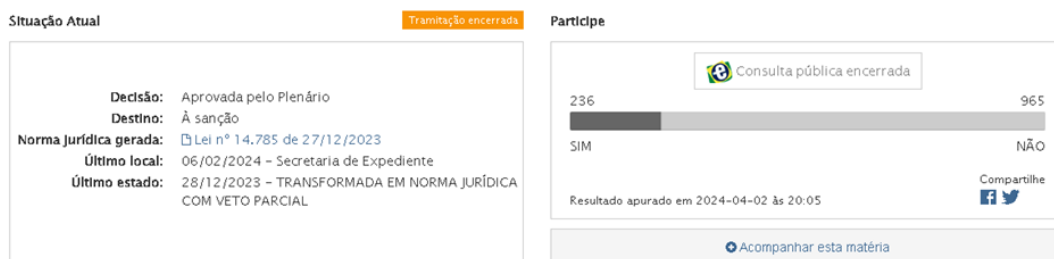 Situação Atual
Tramitação encerrada
Decisão: Aprovada pelo Plenário
Destino: À sanção
Norma Jurídica gerada: Lei nº 14.785 de 27/12/2023
Último local: 06/02/2024 - Secretaria de Expediente
Último estado: 28/12/2023 - TRANSFORMADA EM NORMA JURÍDICA
COM VETO PARCIAL
Participe
Consulta pública encerrada
236 965
SIM NÃO
Compartilhe
Resultado apurado em 2024-04-02 às 20:05
Acompanhar esta matéria